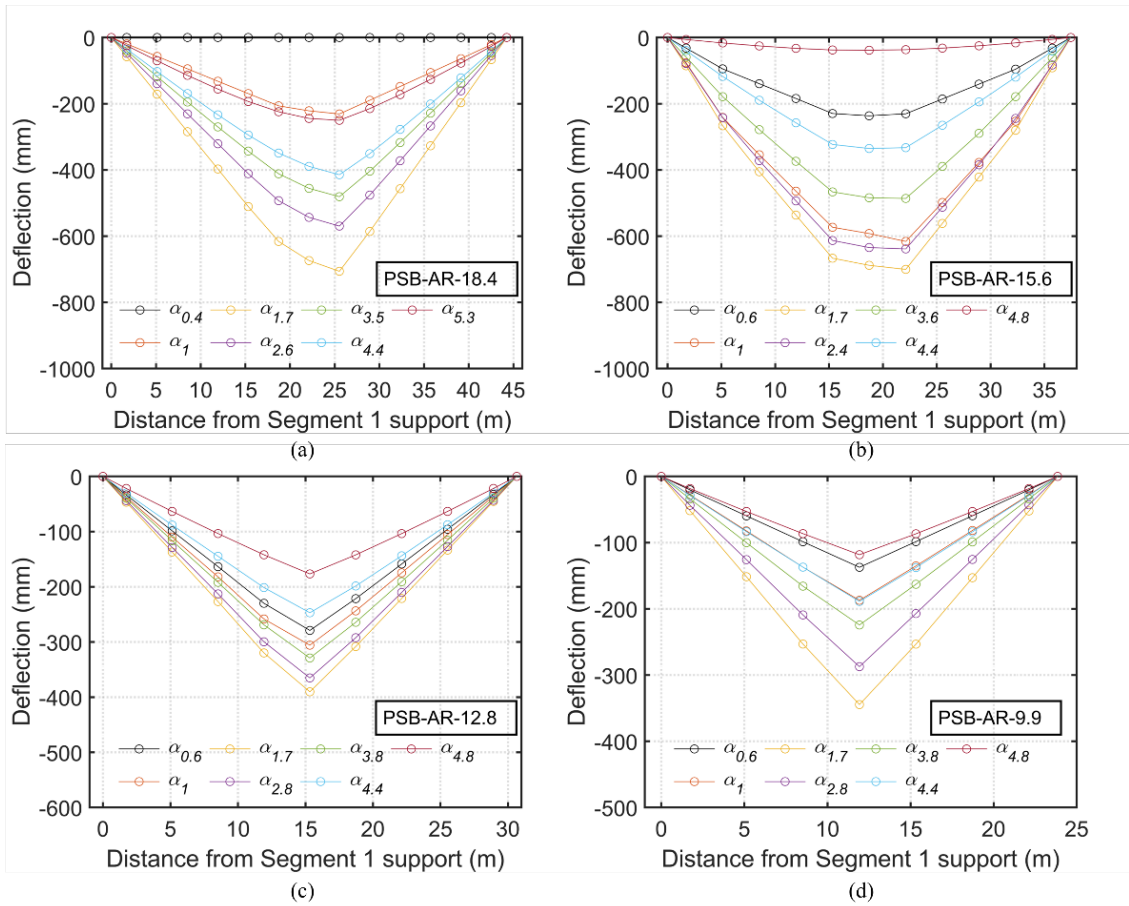 0
-200
-400
-600
-800
-1000
Deflection (mm)
PSB-AR-18.4
α0.4 α1.7 α3.5 α5.3
α1 α2.6 α4.4
0 5 10 15 20 25 30 35 40 45
Distance from Segment 1 support (m)
(a)
0
-200
-400
-600
-800
-1000
Deflection (mm)
PSB-AR-15.6
α0.6 α1.7 α3.6 α4.8
α1 α2.4 α4.4
0 5 10 15 20 25 30 35
Distance from Segment 1 support (m)
(b)
0
-100
-200
-300
-400
-500
-600
Deflection (mm)
PSB-AR-12.8
α0.6 α1.7 α3.8 α4.8
α1 α2.8 α4.4
0 5 10 15 20 25 30
Distance from Segment 1 support (m)
(c)
0
-100
-200
-300
-400
-500
Deflection (mm)
PSB-AR-9.9
α0.6 α1.7 α3.8 α4.8
α1 α2.8 α4.4
0 5 10 15 20 25
Distance from Segment 1 support (m)
(d)